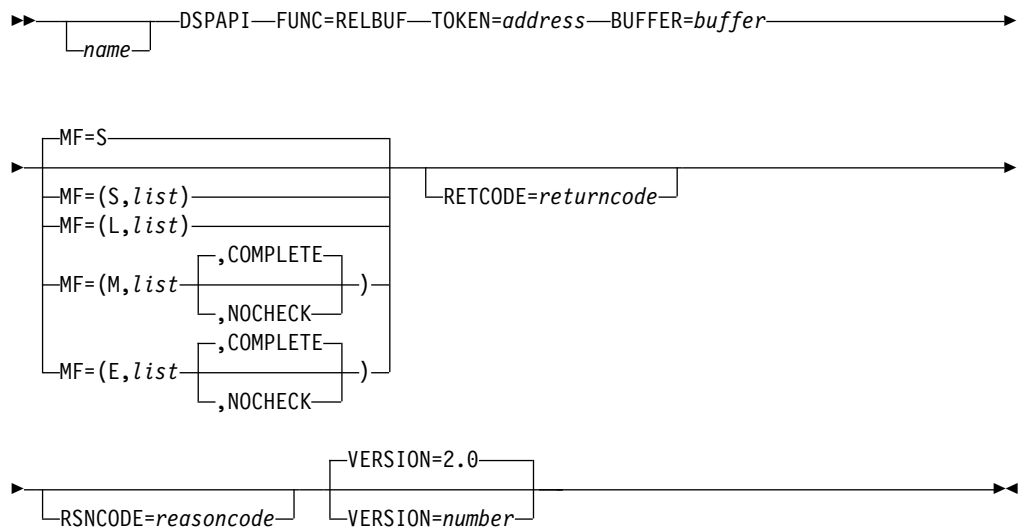 DSPAPI FUNC=RELBUF TOKEN=address BUFFER=buffer
name
MF=S
MF=(S,list)
RETCODE=returncode
MF=(L,list)
,COMPLETE
MF=(M,list )
,NOCHECK
,COMPLETE
MF=(E,list )
,NOCHECK
VERSION=2.0
RSNCODE=reasoncode VERSION=number